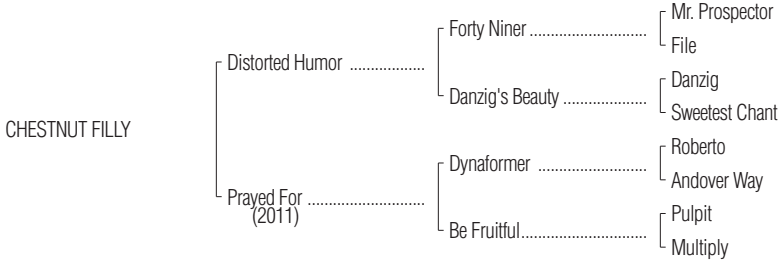 Mr. Prospector
Forty Niner ..............................
File
Distorted Humor ...................
Danzig
Danzig's Beauty .....................
Sweetest Chant
CHESTNUT FILLY
Roberto
Dynaformer ............................
Andover Way
Prayed For .............................
(2011)
Pulpit
Be Fruitful................................
Multiply